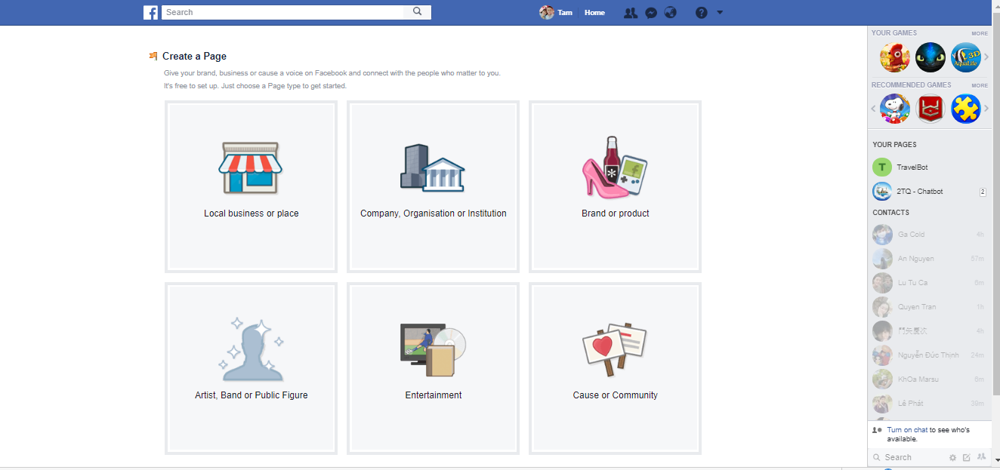 Search
Tam
Home
Create a Page
Give your brand, business or cause a voice on Facebook and connect with the people who matter to you.
It's free to set up. Just choose a Page type to get started.
Local business or place
Company, Organisation or Institution
Brand or product
Artist, Band or Public Figure
Entertainment
Cause or Community
YOUR GAMES MORE
3D
AquaLife
RECOMMENDED GAMES MORE
YOUR PAGES
T TravelBot
2TQ - Chatbot 2
CONTACTS
Ga Cold 4h
An Nguyen 57m
Lu Tu Ca 6m
Quyen Tran 1h
4h
Nguyễn Đức Thịnh 24m
KhOa Marsu 6m
Lê Phát 39m
Turn on chat to see who's
available.
Search